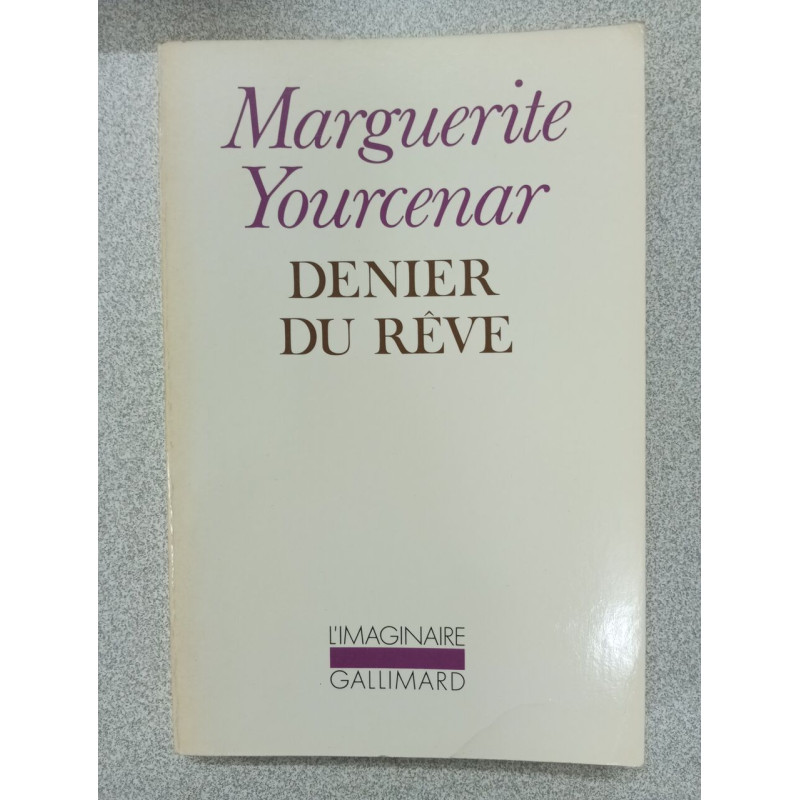 Marguerite
Yourcenar
DENIER
DU RÊVE
L'IMAGINAIRE
GALLIMARD